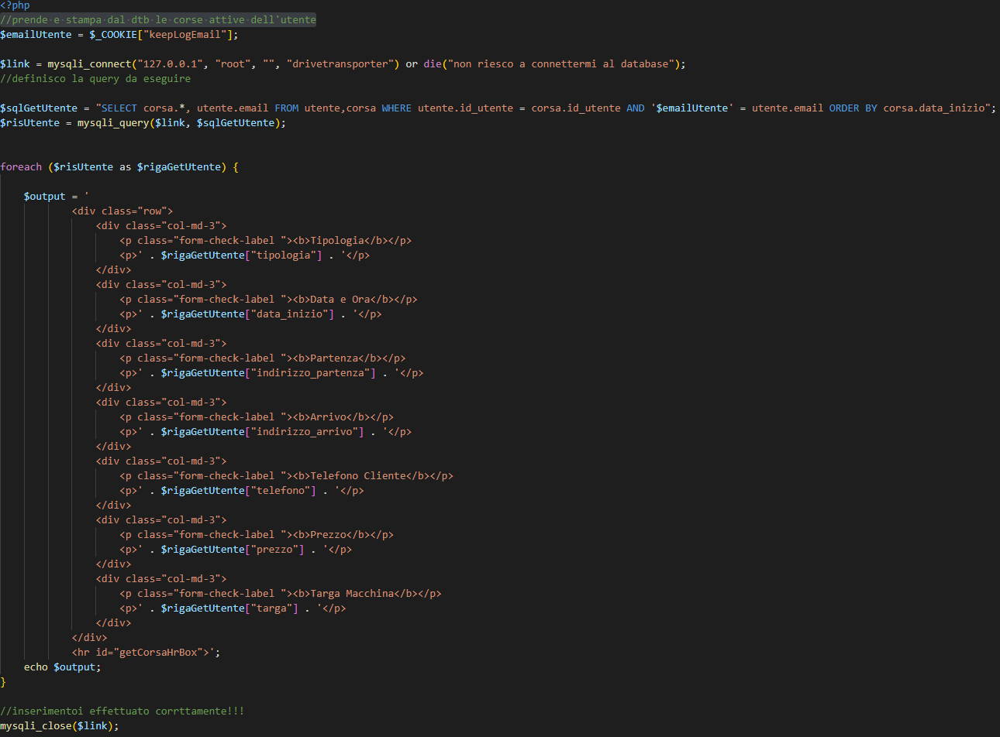 <?php
//prende e stampa dal dtb le corse attive dell'utente
$emailUtente = $_COOKIE["keepLogEmail"];
$link = mysqli_connect("127.0.0.1", "root", "", "drivetransporter") or die("non riesco a connettermi al database");
//definisco la query da eseguire
$sqlGetUtente = "SELECT corsa.*, utente.email FROM utente,corsa WHERE utente.id_utente = corsa.id_utente AND '$emailUtente' = utente.email ORDER BY corsa.data_inizio";
$risUtente = mysqli_query($link, $sqlGetUtente);
foreach ($risUtente as $rigaGetUtente) {
$output = '
<div class="row">
<div class="col-md-3">
<p class="form-check-label "><b>Tipologia</b></p>
<p>' . $rigaGetUtente["tipologia"] . '</p>
</div>
<div class="col-md-3">
<p class="form-check-label "><b>Data e Ora</b></p>
<p>' . $rigaGetUtente["data_inizio"] . '</p>
</div>
<div class="col-md-3">
<p class="form-check-label "><b>Partenza</b></p>
<p>' . $rigaGetUtente["indirizzo_partenza"] . '</p>
</div>
<div class="col-md-3">
<p class="form-check-label "><b>Arrivo</b></p>
<p>' . $rigaGetUtente["indirizzo_arrivo"] . '</p>
</div>
<div class="col-md-3">
<p class="form-check-label "><b>Telefono Cliente</b></p>
<p>' . $rigaGetUtente["telefono"] . '</p>
</div>
<div class="col-md-3">
<p class="form-check-label "><b>Prezzo</b></p>
<p>' . $rigaGetUtente["prezzo"] . '</p>
</div>
<div class="col-md-3">
<p class="form-check-label "><b>Targa Macchina</b></p>
<p>' . $rigaGetUtente["targa"] . '</p>
</div>
</div>
<hr id="getCorsaHrBox">';
echo $output;
}
//inserimentoi effettuato corrttamente!!!
mysqli_close($link);